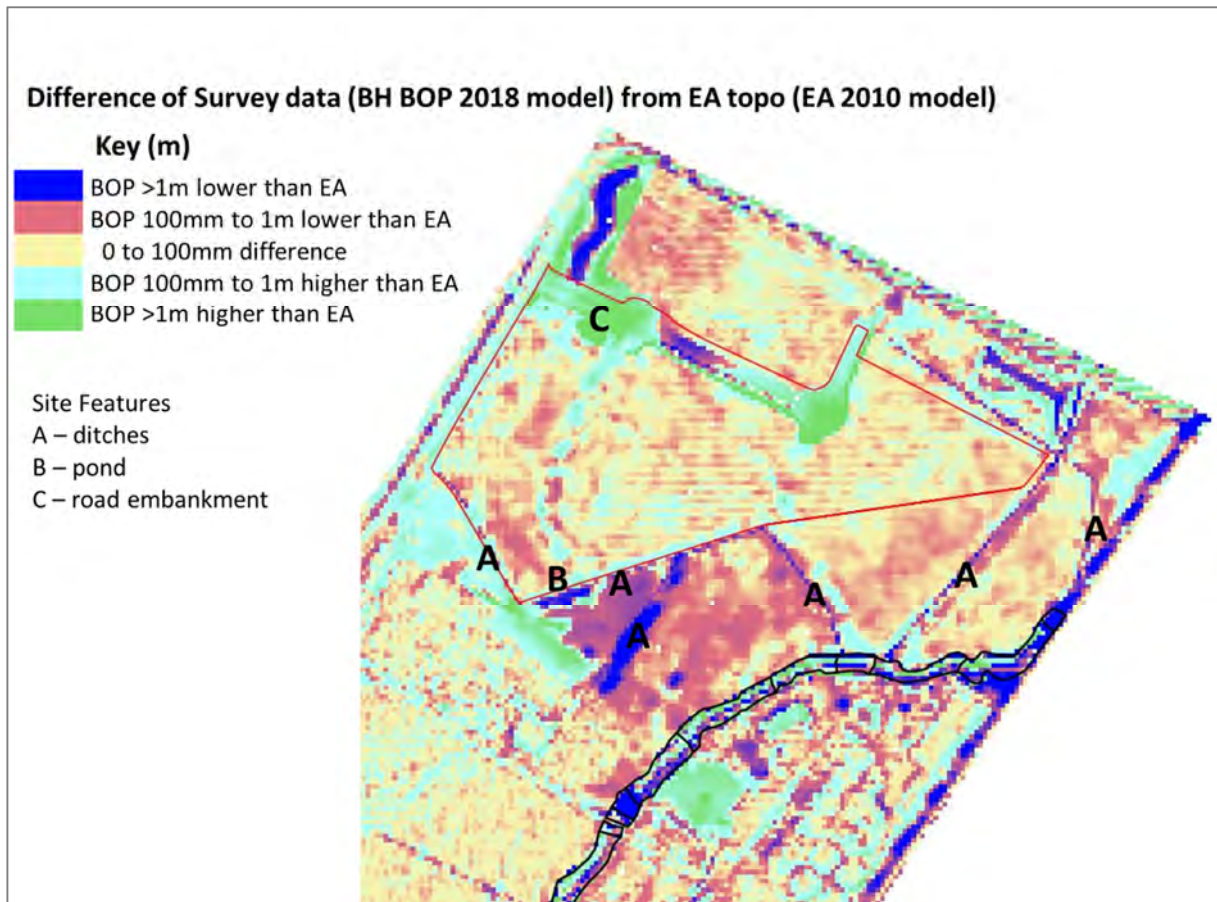 Difference of Survey data (BH BOP 2018 model) from EA topo (EA 2010 model)
Key (m)
BOP >1m lower than EA
BOP 100mm to 1m lower than EA
0 to 100mm difference
BOP 100mm to 1m higher than EA
BOP >1m higher than EA
Site Features
A – ditches
B – pond
C – road embankment
C
A
A
B
A
A
A
A